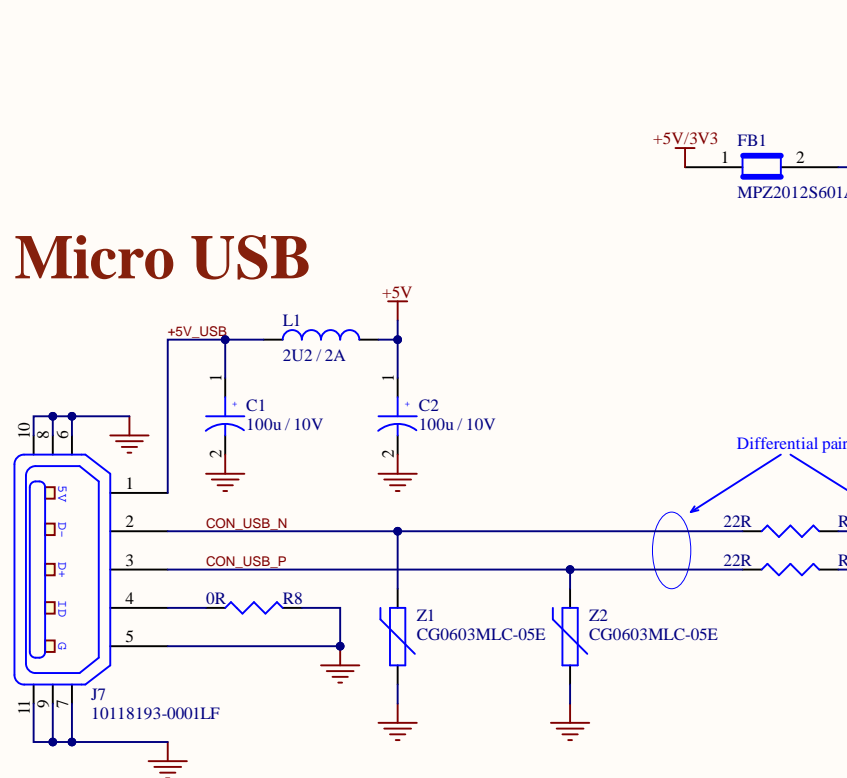 +5V/3V3
FB1
1
2
MPZ2012S601
Micro USB
+5V
+5V_USB
L1
2U2 / 2A
1
1
+
C1
+
C2
100u / 10V
100u / 10V
2
2
10
8
6
Differential pair
1
5V
2
CON_USB_N
22R
R
D-
3
CON_USB_P
22R
R
D+
4
0R
R8
ID
Z1
Z2
5
CG0603MLC-05E
CG0603MLC-05E
G
11
9
7
J7
10118193-0001LF